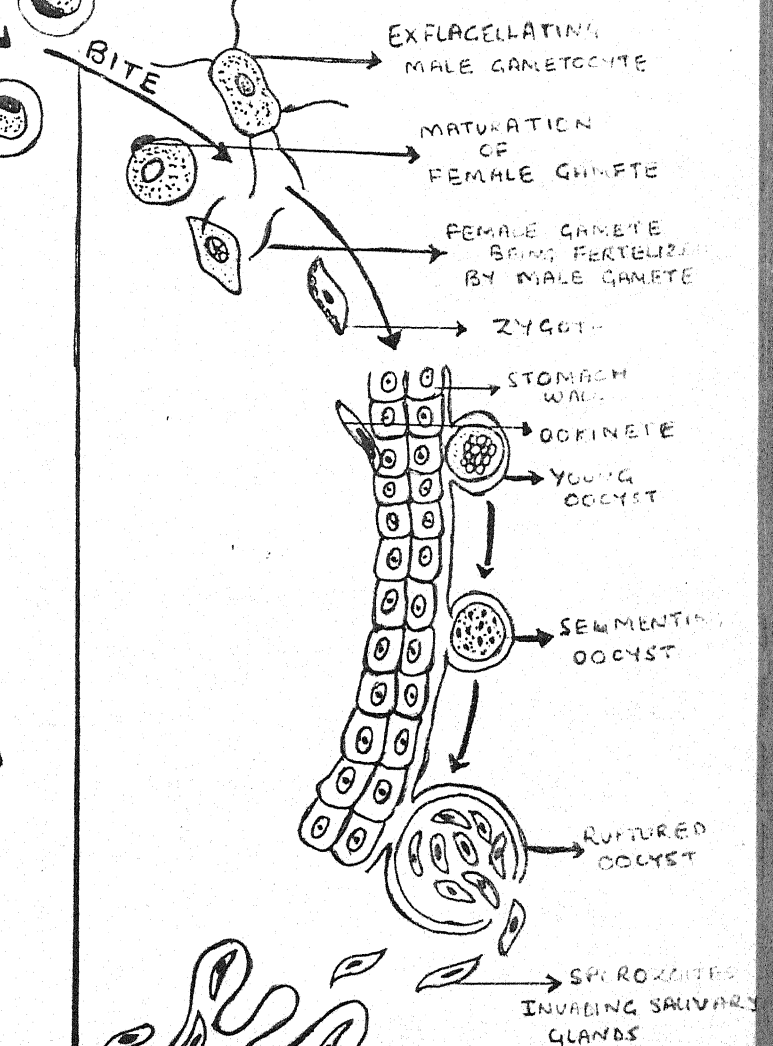 BITE
EXFLAGELLATING
MALE GAMETOCYTE
MATURATION
OF
FEMALE GAMETE
FEMALE GAMETE
BEING FERTELIZED
BY MALE GAMETE
ZYGOTE
STOMACH
WALL
OOKINETE
YOUNG
OOCYST
SEGMENTING
OOCYST
RUPTURED
OOCYST
SPOROZOITES
INVADING SALIVARY
GLANDS